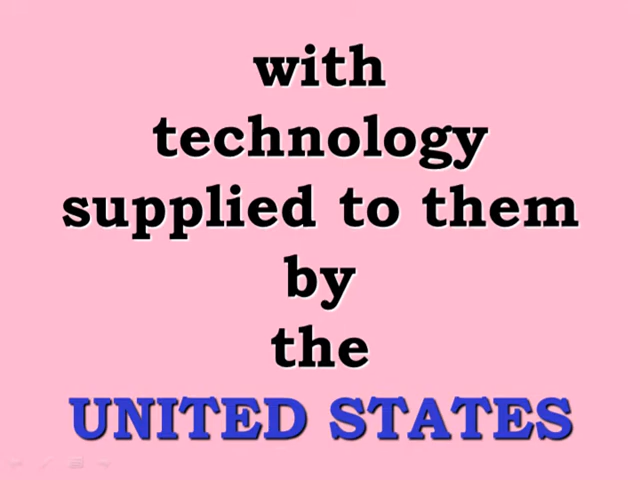 with
technology
supplied to them
by
the
UNITED STATES